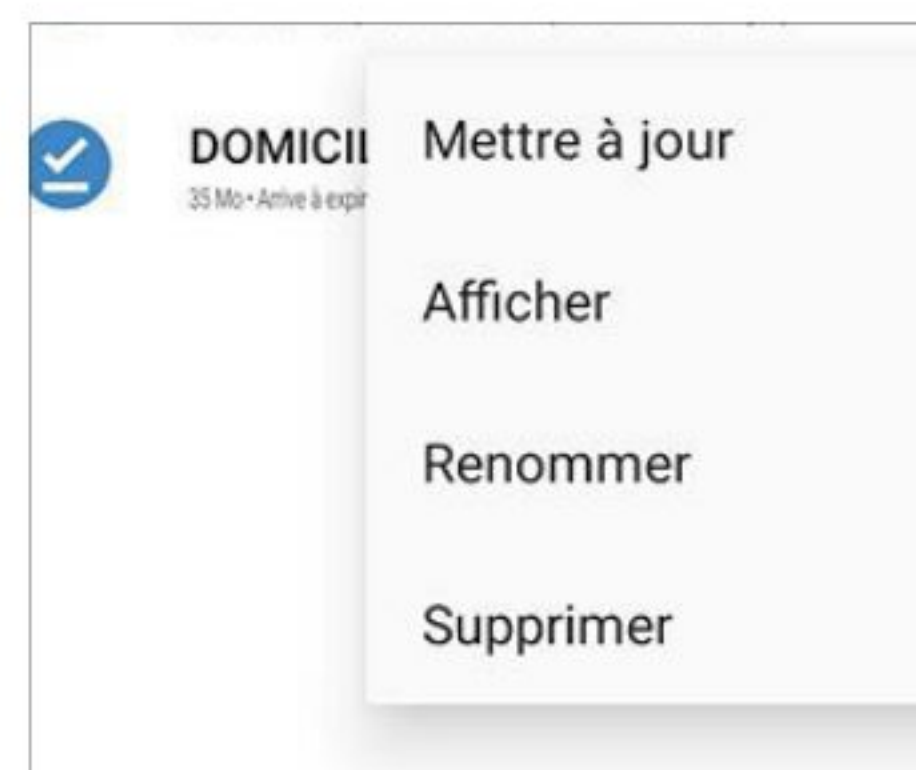 DOMICIL
35 Mo • Arrive à expir
Mettre à jour
Afficher
Renommer
Supprimer